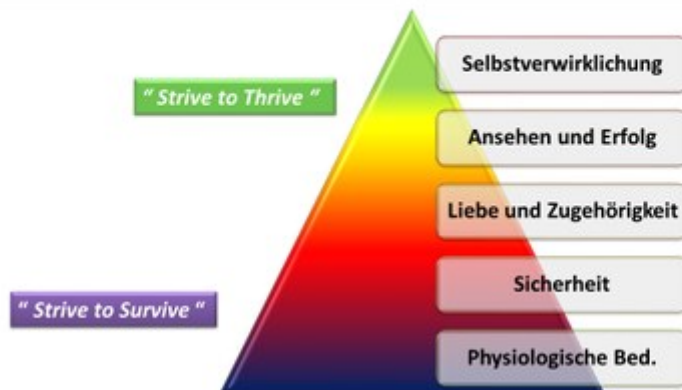 Selbstverwirklichung
“ Strive to Thrive “
Ansehen und Erfolg
Liebe und Zugehörigkeit
Sicherheit
“ Strive to Survive “
Physiologische Bed.